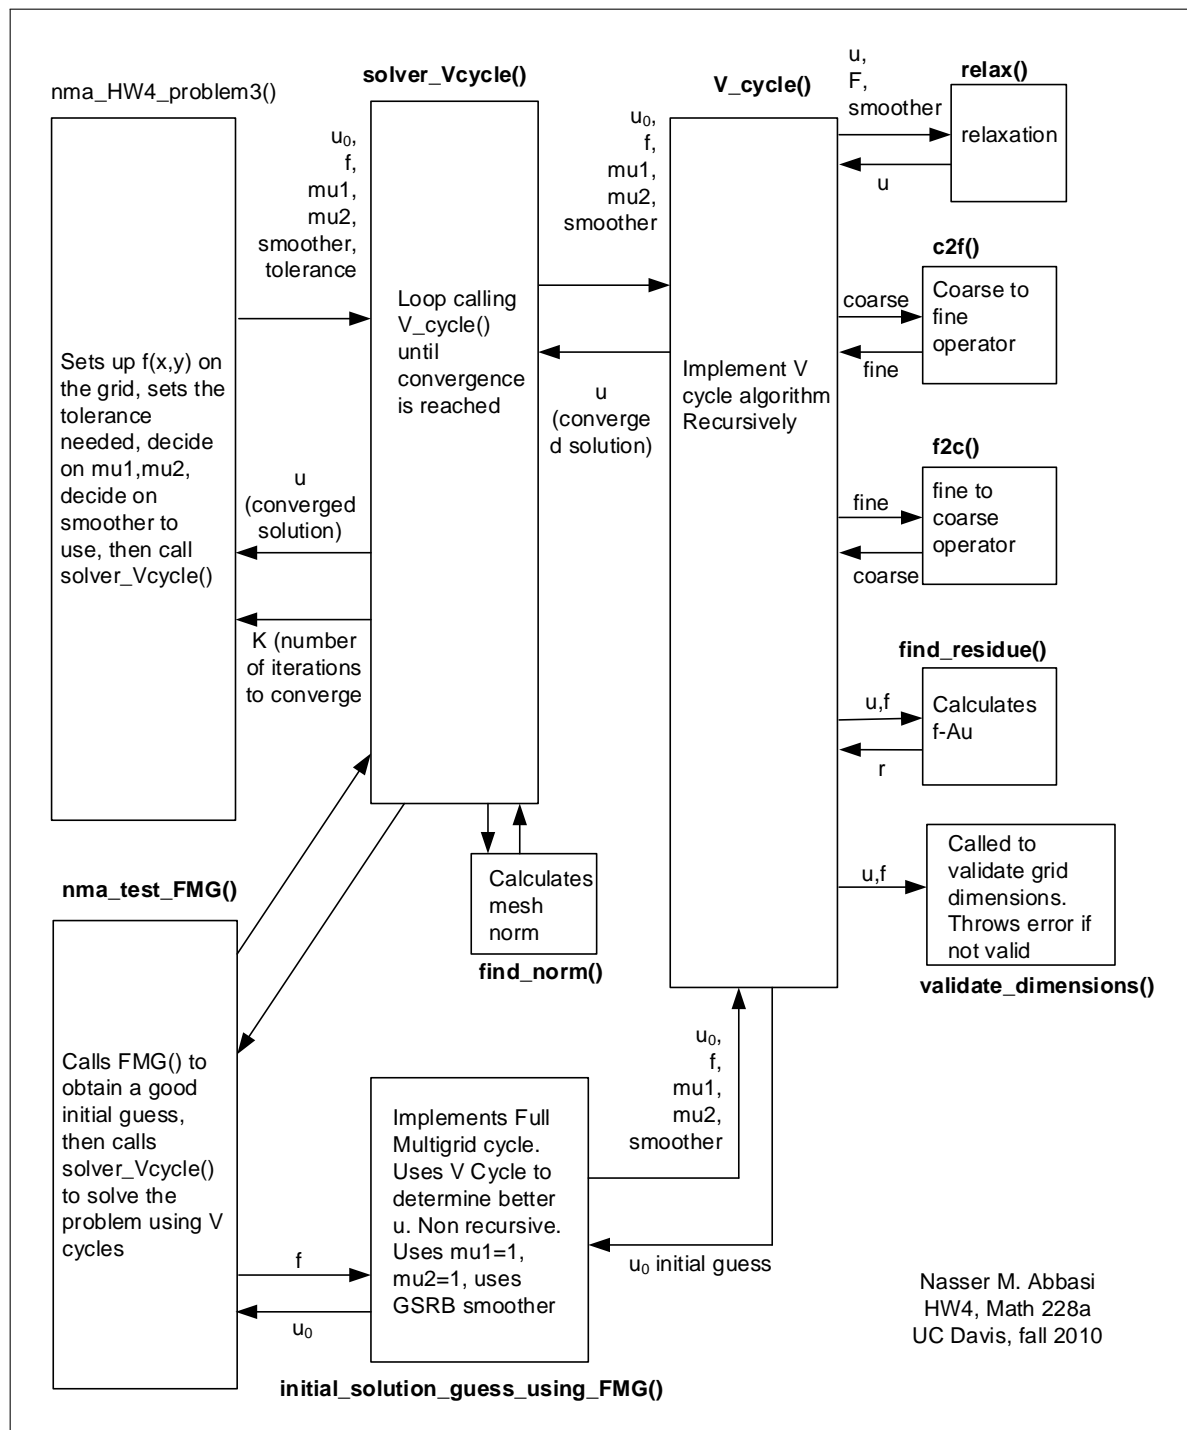 nma_HW4_problem3()
Sets up f(x,y) on
the grid, sets the
tolerance
needed, decide
on mu1,mu2,
decide on
smoother to
use, then call
solver_Vcycle()
u₀,
f,
mu1,
mu2,
smoother,
tolerance
u
(converged
solution)
K (number
of iterations
to converge
solver_Vcycle()
Loop calling
V_cycle()
until
convergence
is reached
u₀,
f,
mu1,
mu2,
smoother
u
(converge
d solution)
V_cycle()
Implement V
cycle algorithm
Recursively
u,
F,
smoother
u
relax()
relaxation
c2f()
coarse
fine
Coarse to
fine
operator
f2c()
fine
coarse
fine to
coarse
operator
find_residue()
u,f
r
Calculates
f-Au
u,f
Called to
validate grid
dimensions.
Throws error if
not valid
validate_dimensions()
Calculates
mesh
norm
find_norm()
nma_test_FMG()
Calls FMG() to
obtain a good
initial guess,
then calls
solver_Vcycle()
to solve the
problem using V
cycles
f
u₀
Implements Full
Multigrid cycle.
Uses V Cycle to
determine better
u. Non recursive.
Uses mu1=1,
mu2=1, uses
GSRB smoother
initial_solution_guess_using_FMG()
u₀,
f,
mu1,
mu2,
smoother
u₀ initial guess
Nasser M. Abbasi
HW4, Math 228a
UC Davis, fall 2010